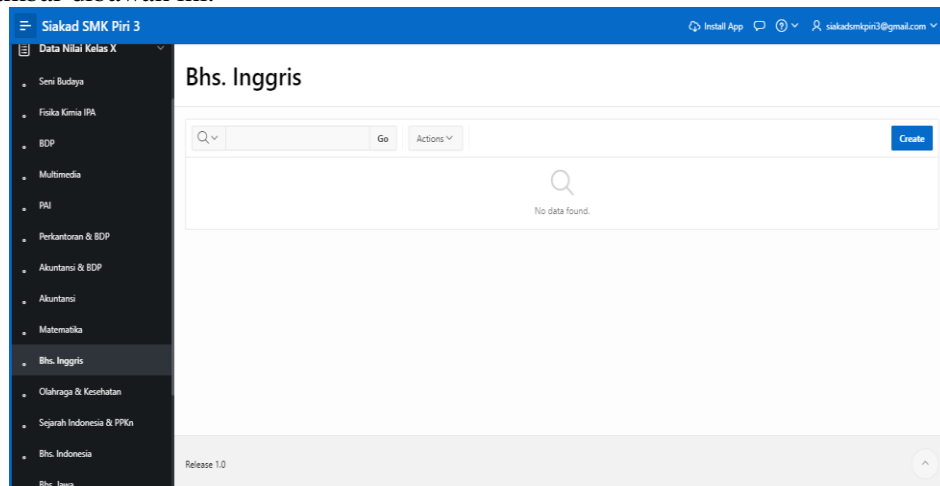 Siakad SMK Piri 3
Install App
siakadsmkpiri3@gmail.com
Data Nilai Kelas X
Seni Budaya
Fisika Kimia IPA
BDP
Multimedia
PAI
Perkantoran & BDP
Akuntansi & BDP
Akuntansi
Matematika
Bhs. Inggris
Olahraga & Kesehatan
Sejarah Indonesia & PPKn
Bhs. Indonesia
Bhs. Jawa
Bhs. Inggris
Go
Actions
Create
No data found.
Release 1.0